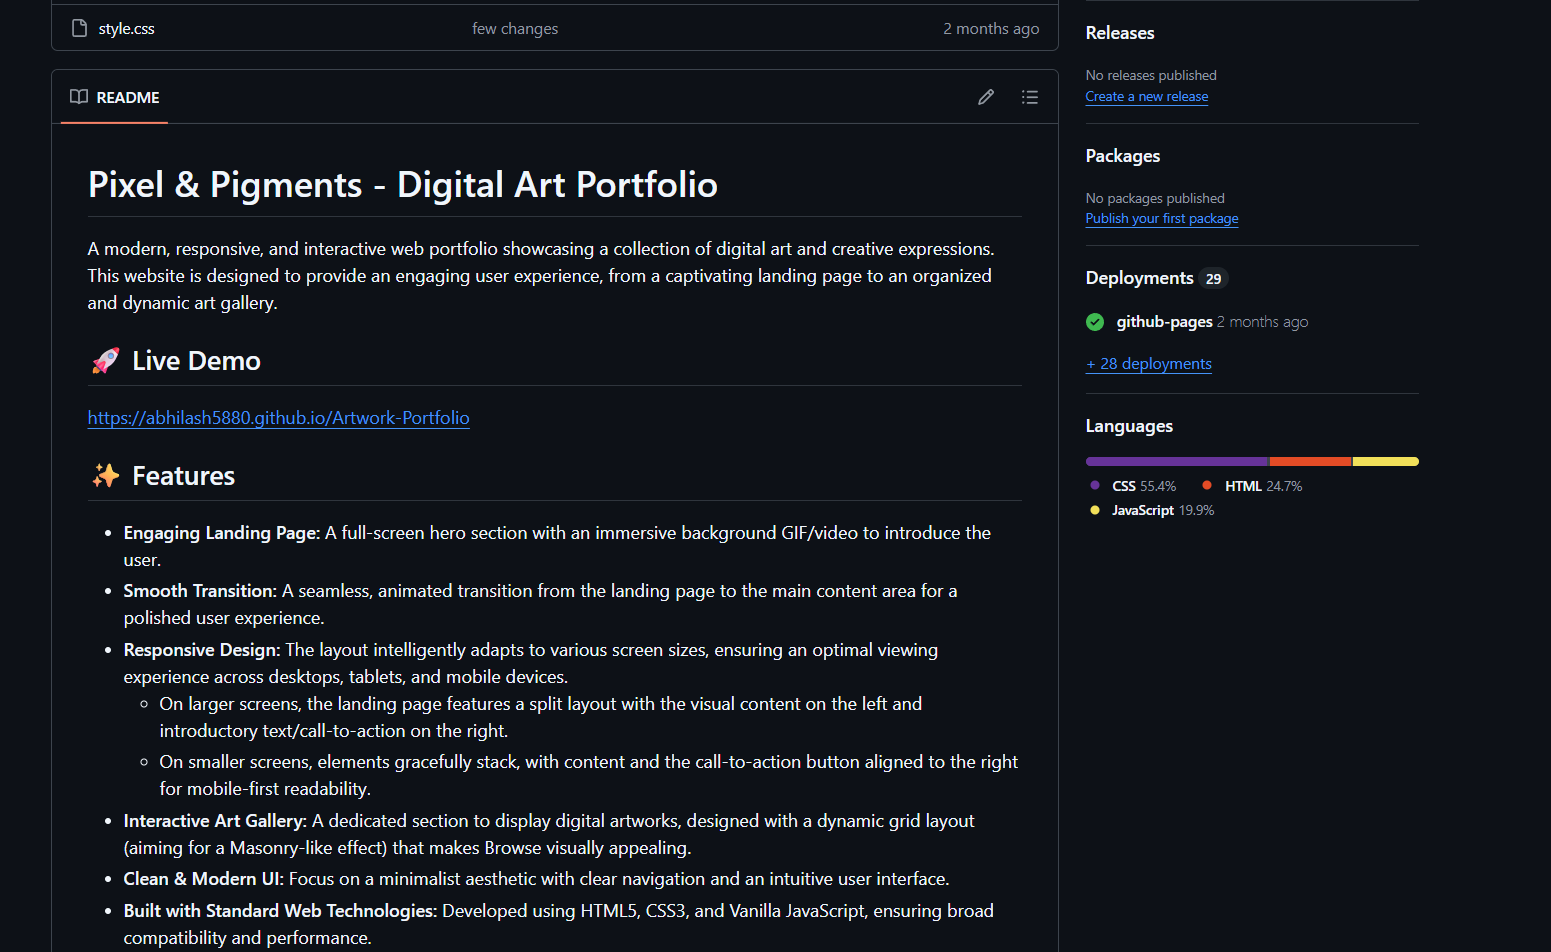 style.css few changes 2 months ago
README
Pixel & Pigments - Digital Art Portfolio
A modern, responsive, and interactive web portfolio showcasing a collection of digital art and creative expressions.
This website is designed to provide an engaging user experience, from a captivating landing page to an organized
and dynamic art gallery.
🚀 Live Demo
https://abhilash5880.github.io/Artwork-Portfolio
✨ Features
• Engaging Landing Page: A full-screen hero section with an immersive background GIF/video to introduce the
user.
• Smooth Transition: A seamless, animated transition from the landing page to the main content area for a
polished user experience.
• Responsive Design: The layout intelligently adapts to various screen sizes, ensuring an optimal viewing
experience across desktops, tablets, and mobile devices.
◦ On larger screens, the landing page features a split layout with the visual content on the left and
introductory text/call-to-action on the right.
◦ On smaller screens, elements gracefully stack, with content and the call-to-action button aligned to the right
for mobile-first readability.
• Interactive Art Gallery: A dedicated section to display digital artworks, designed with a dynamic grid layout
(aiming for a Masonry-like effect) that makes Browse visually appealing.
• Clean & Modern UI: Focus on a minimalist aesthetic with clear navigation and an intuitive user interface.
• Built with Standard Web Technologies: Developed using HTML5, CSS3, and Vanilla JavaScript, ensuring broad
compatibility and performance.
Releases
No releases published
Create a new release
Packages
No packages published
Publish your first package
Deployments 29
github-pages 2 months ago
+ 28 deployments
Languages
CSS 55.4% HTML 24.7%
JavaScript 19.9%